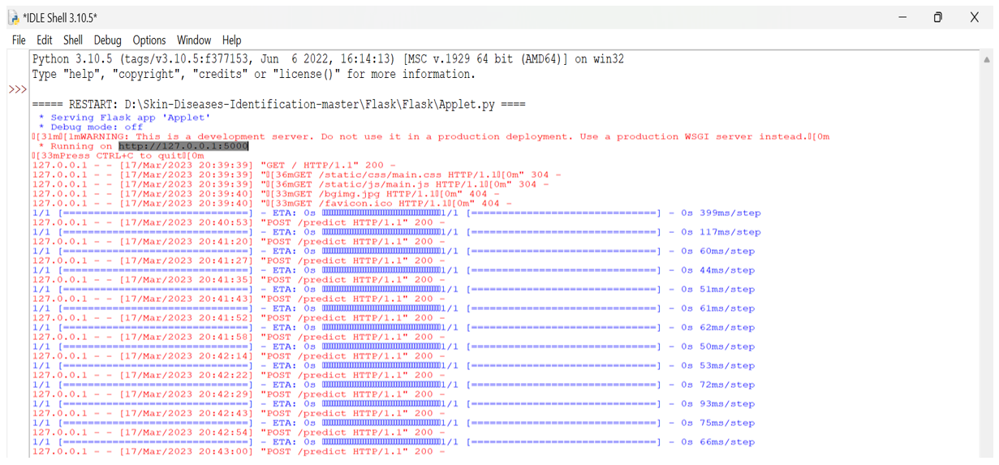 *IDLE Shell 3.10.5*
File Edit Shell Debug Options Window Help
Python 3.10.5 (tags/v3.10.5:f377153, Jun  6 2022, 16:14:13) [MSC v.1929 64 bit (AMD64)] on win32
Type "help", "copyright", "credits" or "license()" for more information.
>>>
===== RESTART: D:\Skin-Diseases-Identification-master\Flask\Flask\Applet.py ====
* Serving Flask app 'Applet'
* Debug mode: off
[31m[1mWARNING: This is a development server. Do not use it in a production deployment. Use a production WSGI server instead.[0m
* Running on http://127.0.0.1:5000
[33mPress CTRL+C to quit[0m
127.0.0.1 - - [17/Mar/2023 20:39:39] "GET / HTTP/1.1" 200 -
127.0.0.1 - - [17/Mar/2023 20:39:39] "[36mGET /static/css/main.css HTTP/1.1[0m" 304 -
127.0.0.1 - - [17/Mar/2023 20:39:39] "[36mGET /static/js/main.js HTTP/1.1[0m" 304 -
127.0.0.1 - - [17/Mar/2023 20:39:40] "[33mGET /bgimg.jpg HTTP/1.1[0m" 404 -
127.0.0.1 - - [17/Mar/2023 20:39:40] "[33mGET /favicon.ico HTTP/1.1[0m" 404 -
1/1 [==============================] - ETA: 0s 1/1 [==============================] - 0s 399ms/step
127.0.0.1 - - [17/Mar/2023 20:40:53] "POST /predict HTTP/1.1" 200 -
1/1 [==============================] - ETA: 0s 1/1 [==============================] - 0s 117ms/step
127.0.0.1 - - [17/Mar/2023 20:41:20] "POST /predict HTTP/1.1" 200 -
1/1 [==============================] - ETA: 0s 1/1 [==============================] - 0s 60ms/step
127.0.0.1 - - [17/Mar/2023 20:41:27] "POST /predict HTTP/1.1" 200 -
1/1 [==============================] - ETA: 0s 1/1 [==============================] - 0s 44ms/step
127.0.0.1 - - [17/Mar/2023 20:41:35] "POST /predict HTTP/1.1" 200 -
1/1 [==============================] - ETA: 0s 1/1 [==============================] - 0s 51ms/step
127.0.0.1 - - [17/Mar/2023 20:41:43] "POST /predict HTTP/1.1" 200 -
1/1 [==============================] - ETA: 0s 1/1 [==============================] - 0s 61ms/step
127.0.0.1 - - [17/Mar/2023 20:41:52] "POST /predict HTTP/1.1" 200 -
1/1 [==============================] - ETA: 0s 1/1 [==============================] - 0s 62ms/step
127.0.0.1 - - [17/Mar/2023 20:41:58] "POST /predict HTTP/1.1" 200 -
1/1 [==============================] - ETA: 0s 1/1 [==============================] - 0s 50ms/step
127.0.0.1 - - [17/Mar/2023 20:42:14] "POST /predict HTTP/1.1" 200 -
1/1 [==============================] - ETA: 0s 1/1 [==============================] - 0s 53ms/step
127.0.0.1 - - [17/Mar/2023 20:42:22] "POST /predict HTTP/1.1" 200 -
1/1 [==============================] - ETA: 0s 1/1 [==============================] - 0s 72ms/step
127.0.0.1 - - [17/Mar/2023 20:42:29] "POST /predict HTTP/1.1" 200 -
1/1 [==============================] - ETA: 0s 1/1 [==============================] - 0s 93ms/step
127.0.0.1 - - [17/Mar/2023 20:42:43] "POST /predict HTTP/1.1" 200 -
1/1 [==============================] - ETA: 0s 1/1 [==============================] - 0s 75ms/step
127.0.0.1 - - [17/Mar/2023 20:42:54] "POST /predict HTTP/1.1" 200 -
1/1 [==============================] - ETA: 0s 1/1 [==============================] - 0s 66ms/step
127.0.0.1 - - [17/Mar/2023 20:43:00] "POST /predict HTTP/1.1" 200 -